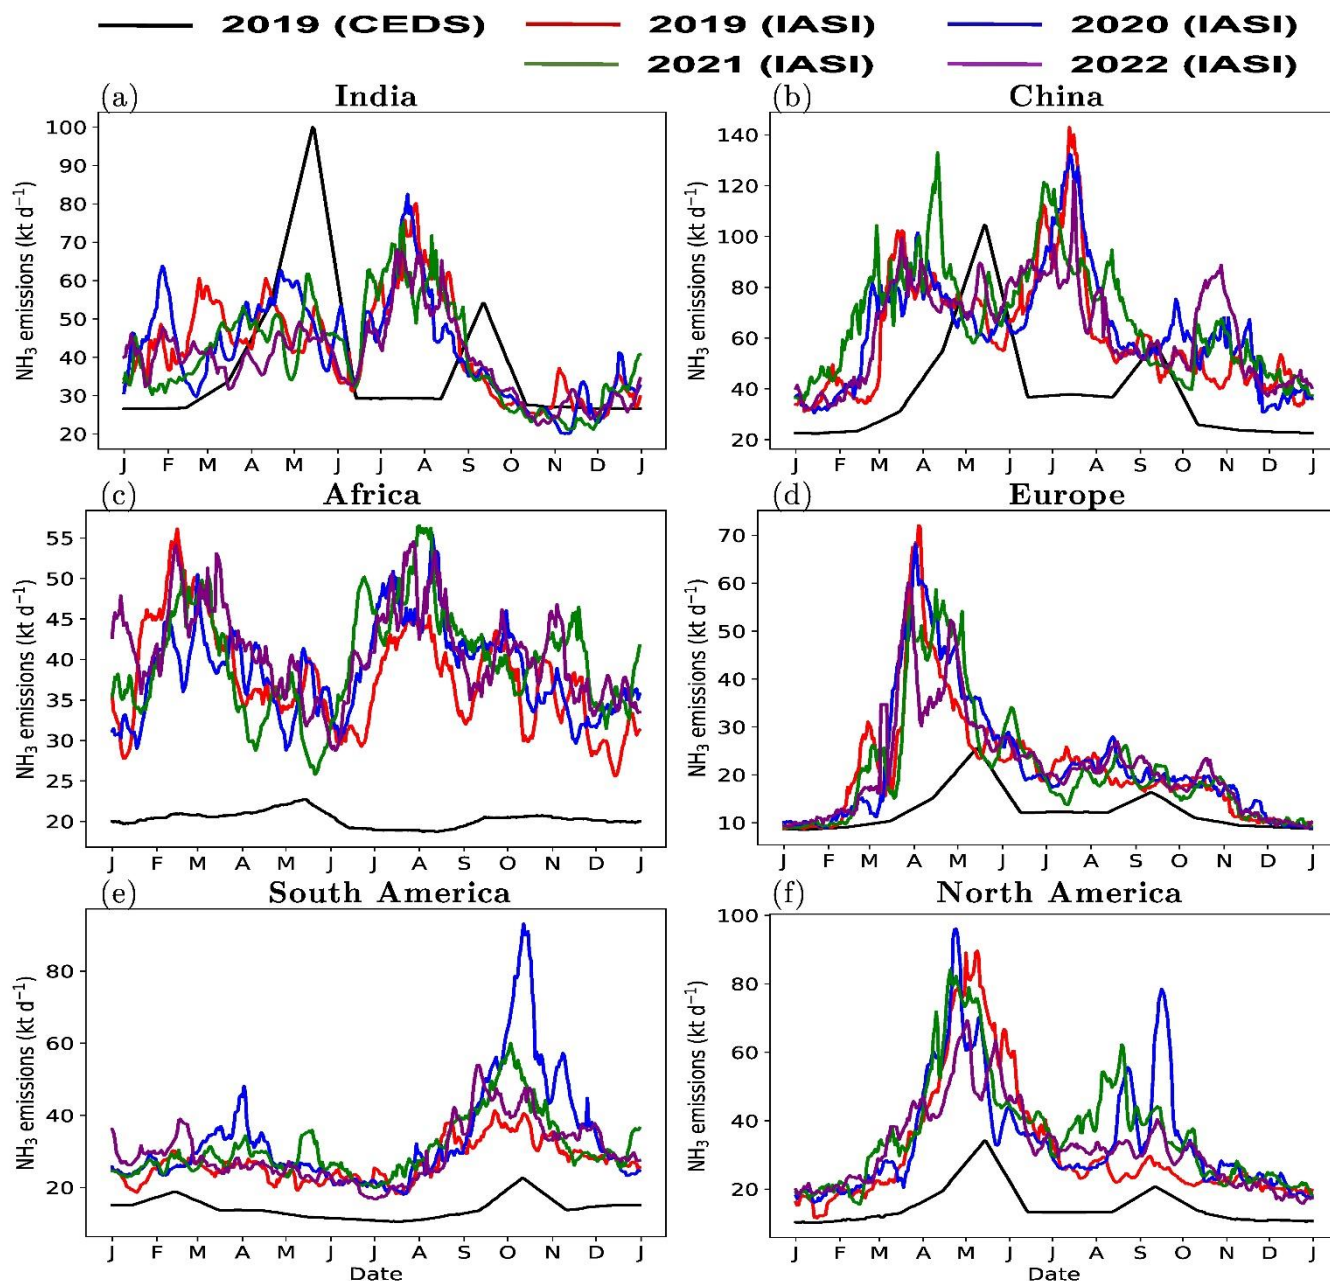 2019 (CEDS) 2019 (IASI) 2020 (IASI)
2021 (IASI) 2022 (IASI)
(a) India
NH₃ emissions (kt d⁻¹)
100
90
80
70
60
50
40
30
20
J F M A M J J A S O N D J
(b) China
NH₃ emissions (kt d⁻¹)
140
120
100
80
60
40
20
J F M A M J J A S O N D J
(c) Africa
NH₃ emissions (kt d⁻¹)
55
50
45
40
35
30
25
20
J F M A M J J A S O N D J
(d) Europe
NH₃ emissions (kt d⁻¹)
70
60
50
40
30
20
10
J F M A M J J A S O N D J
(e) South America
NH₃ emissions (kt d⁻¹)
80
60
40
20
J F M A M J J A S O N D J
Date
(f) North America
NH₃ emissions (kt d⁻¹)
100
80
60
40
20
J F M A M J J A S O N D J
Date